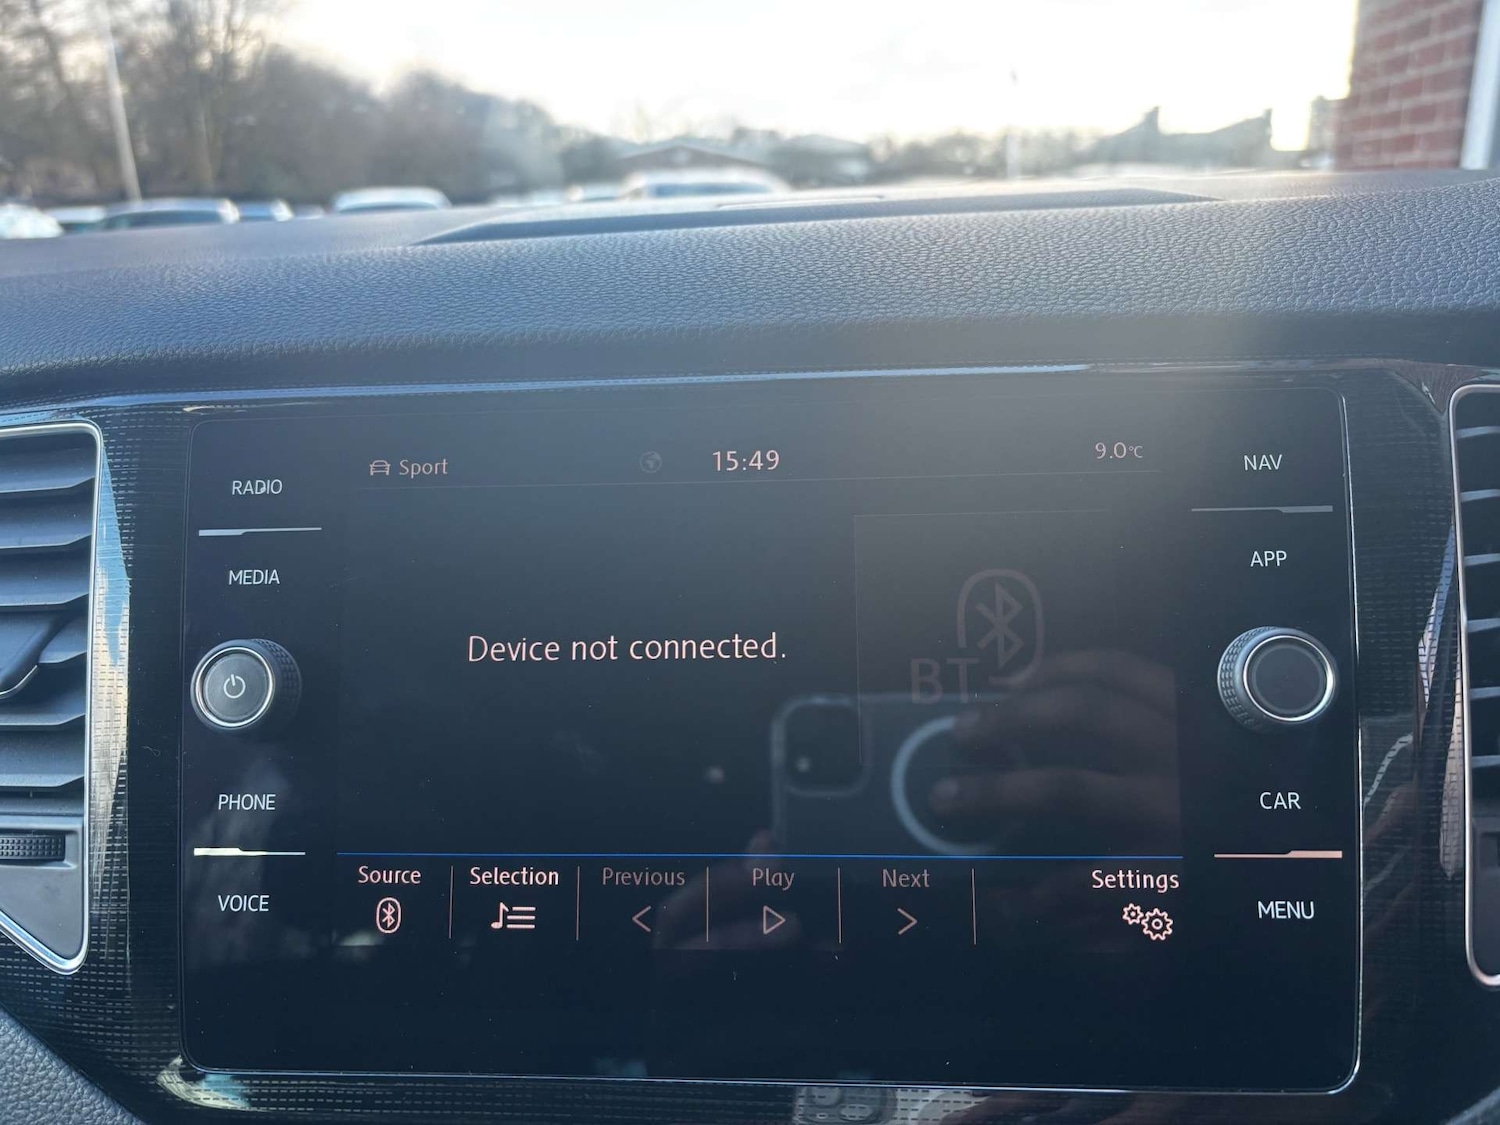 Sport
15:49
9.0°C
RADIO
MEDIA
PHONE
VOICE
NAV
APP
CAR
MENU
Device not connected.
BT
Source
Selection
Previous
Play
Next
Settings